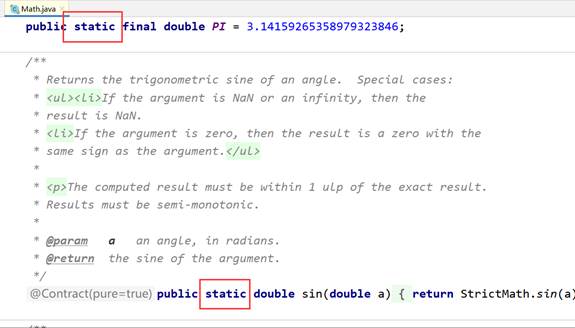 Math.java
public static final double PI = 3.14159265358979323846;
/**
* Returns the trigonometric sine of an angle.  Special cases:
* <ul><li>If the argument is NaN or an infinity, then the
* result is NaN.
* <li>If the argument is zero, then the result is a zero with the
* same sign as the argument.</ul>
*
* <p>The computed result must be within 1 ulp of the exact result.
* Results must be semi-monotonic.
*
* @param   a   an angle, in radians.
* @return  the sine of the argument.
*/
@Contract(pure=true) public static double sin(double a) { return StrictMath.sin(a)
/**